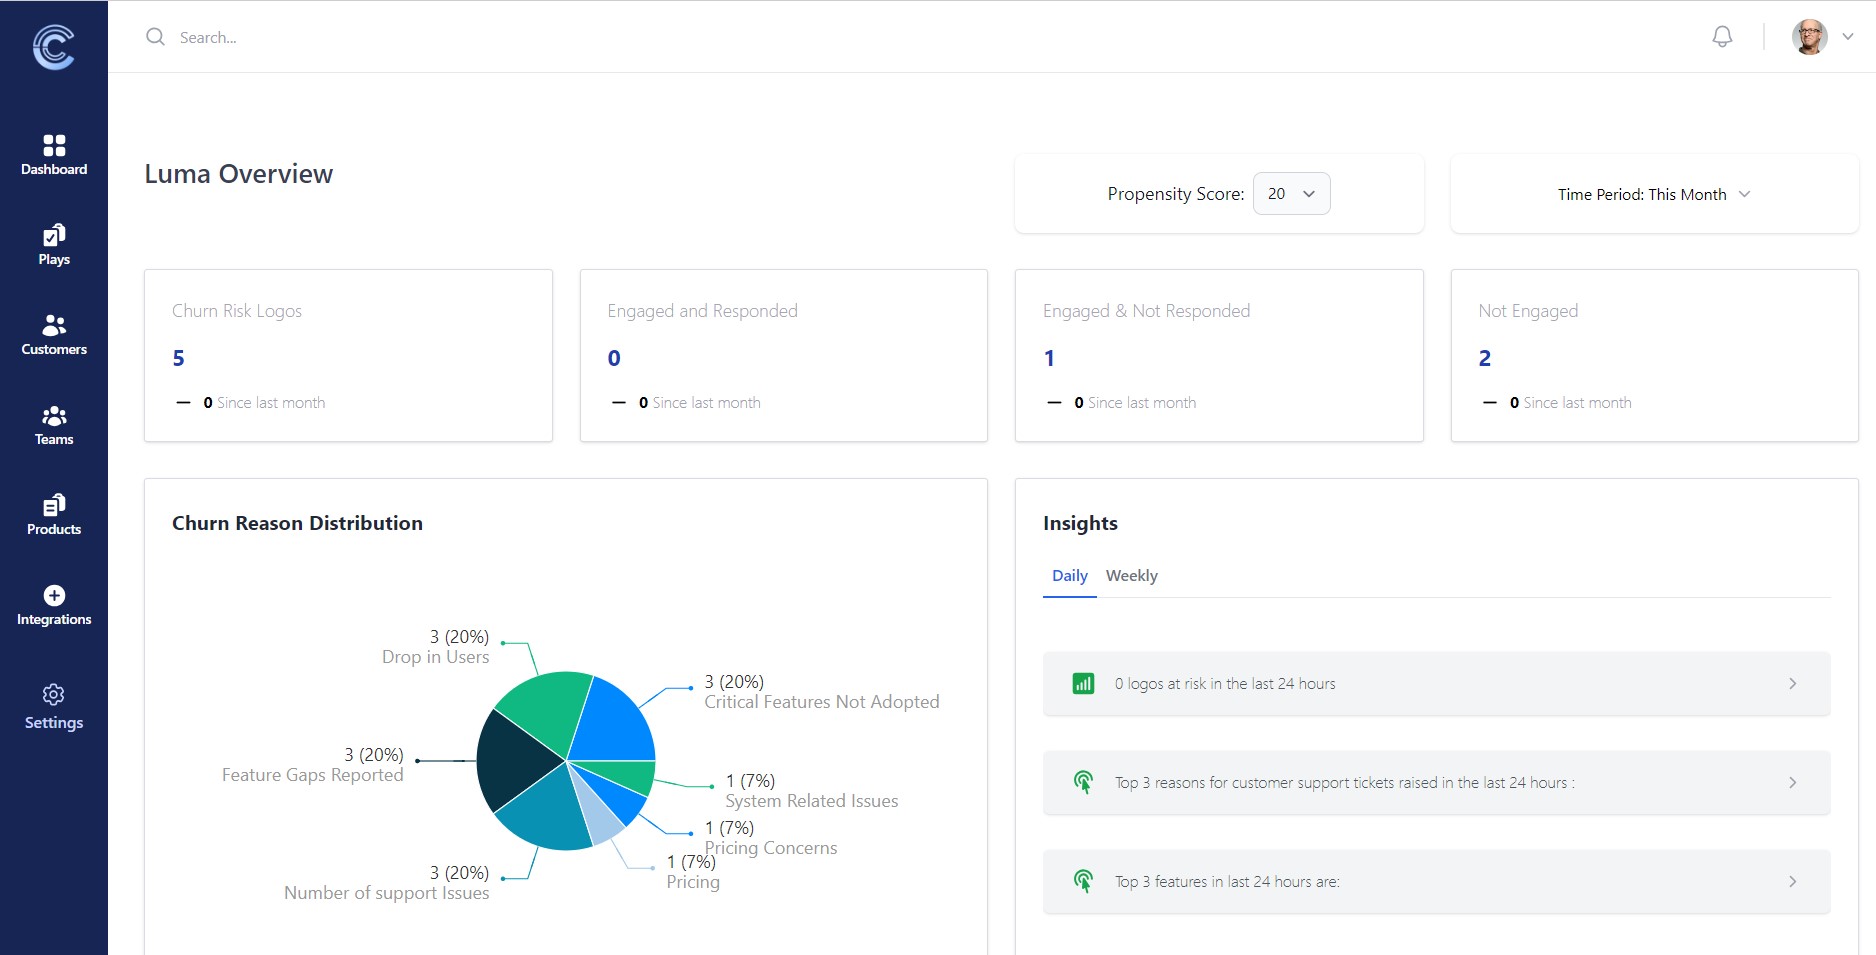 Search...
Dashboard
Plays
Customers
Teams
Products
Integrations
Settings
Luma Overview
Propensity Score: 20
Time Period: This Month
Churn Risk Logos
5
0 Since last month
Engaged and Responded
0
0 Since last month
Engaged & Not Responded
1
0 Since last month
Not Engaged
2
0 Since last month
Churn Reason Distribution
3 (20%)
Drop in Users
3 (20%)
Critical Features Not Adopted
3 (20%)
Feature Gaps Reported
1 (7%)
System Related Issues
1 (7%)
Pricing Concerns
1 (7%)
Pricing
3 (20%)
Number of support Issues
Insights
Daily Weekly
0 logos at risk in the last 24 hours
Top 3 reasons for customer support tickets raised in the last 24 hours :
Top 3 features in last 24 hours are: